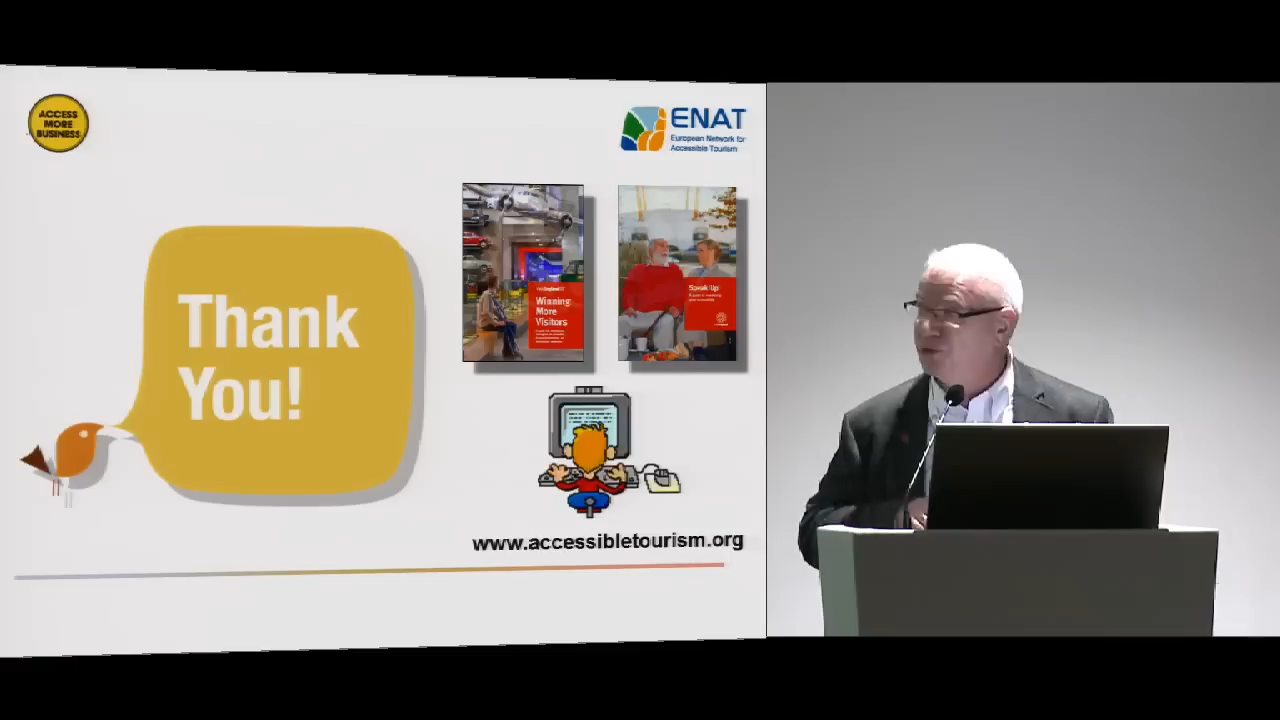 ACCESS
MORE
BUSINESS
ENAT
European Network for
Accessible Tourism
Thank
You!
Winning
More
Visitors
Speak Up!
www.accessibletourism.org